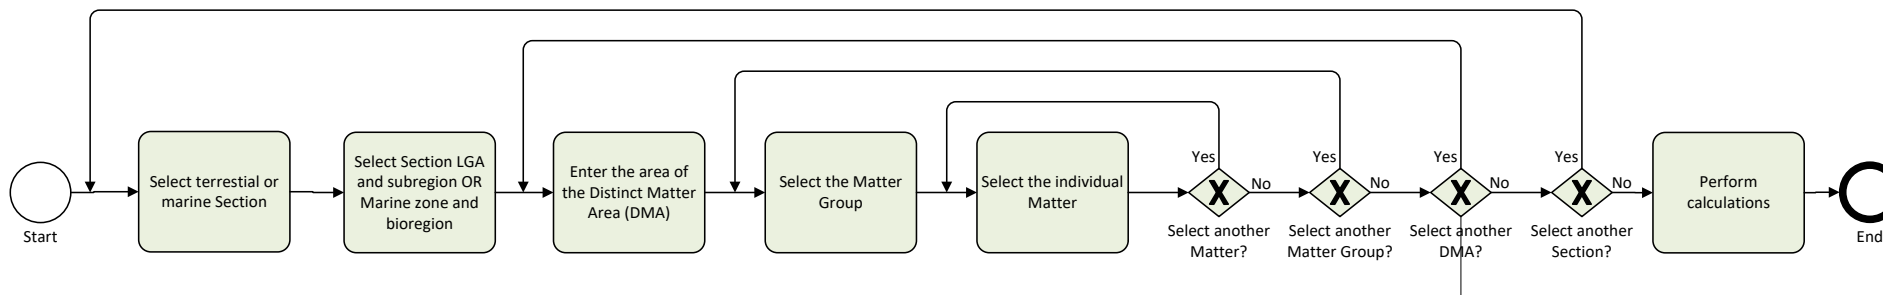 Start
Select terrestial or
marine Section
Select Section LGA
and subregion OR
Marine zone and
bioregion
Enter the area of
the Distinct Matter
Area (DMA)
Select the Matter
Group
Select the individual
Matter
Yes
No
Select another
Matter?
Yes
No
Select another
Matter Group?
Yes
No
Select another
DMA?
Yes
No
Select another
Section?
Perform
calculations
End